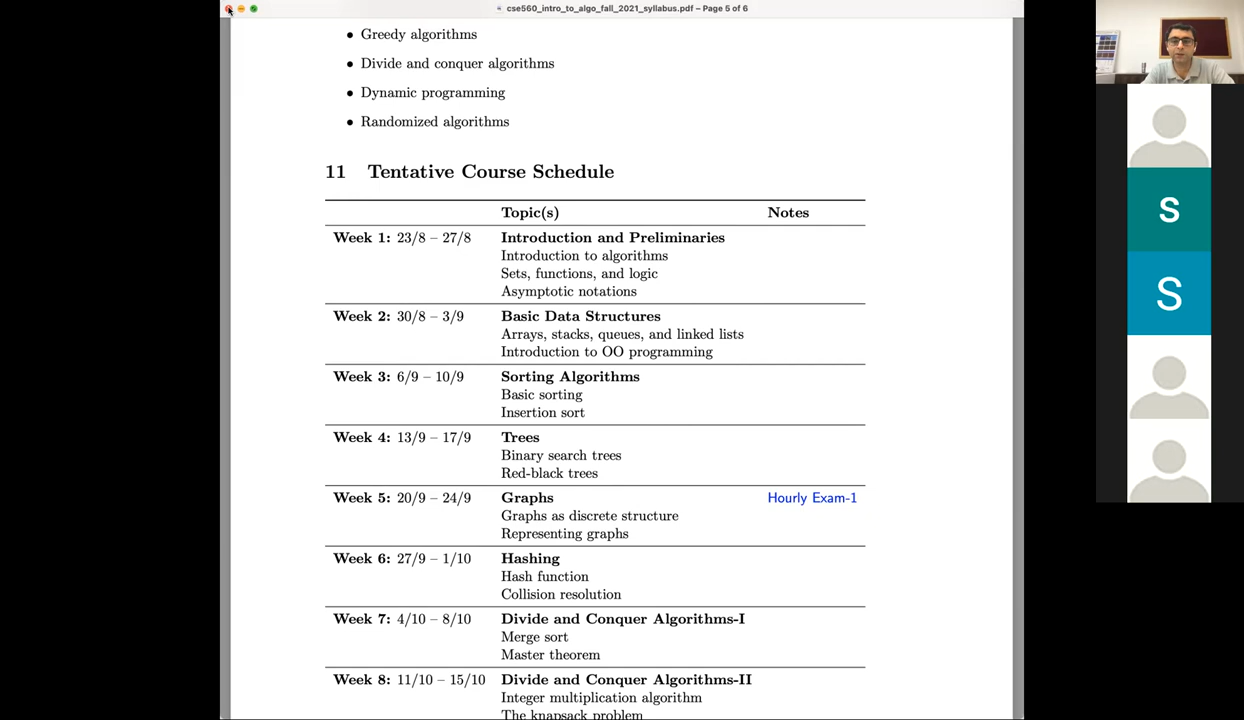 cse560_intro_to_algo_fall_2021_syllabus.pdf – Page 5 of 6
• Greedy algorithms
• Divide and conquer algorithms
• Dynamic programming
• Randomized algorithms
11 Tentative Course Schedule
Topic(s) Notes
Week 1: 23/8 – 27/8 Introduction and Preliminaries
Introduction to algorithms
Sets, functions, and logic
Asymptotic notations
Week 2: 30/8 – 3/9 Basic Data Structures
Arrays, stacks, queues, and linked lists
Introduction to OO programming
Week 3: 6/9 – 10/9 Sorting Algorithms
Basic sorting
Insertion sort
Week 4: 13/9 – 17/9 Trees
Binary search trees
Red-black trees
Week 5: 20/9 – 24/9 Graphs Hourly Exam-1
Graphs as discrete structure
Representing graphs
Week 6: 27/9 – 1/10 Hashing
Hash function
Collision resolution
Week 7: 4/10 – 8/10 Divide and Conquer Algorithms-I
Merge sort
Master theorem
Week 8: 11/10 – 15/10 Divide and Conquer Algorithms-II
Integer multiplication algorithm
The knapsack problem
s
S